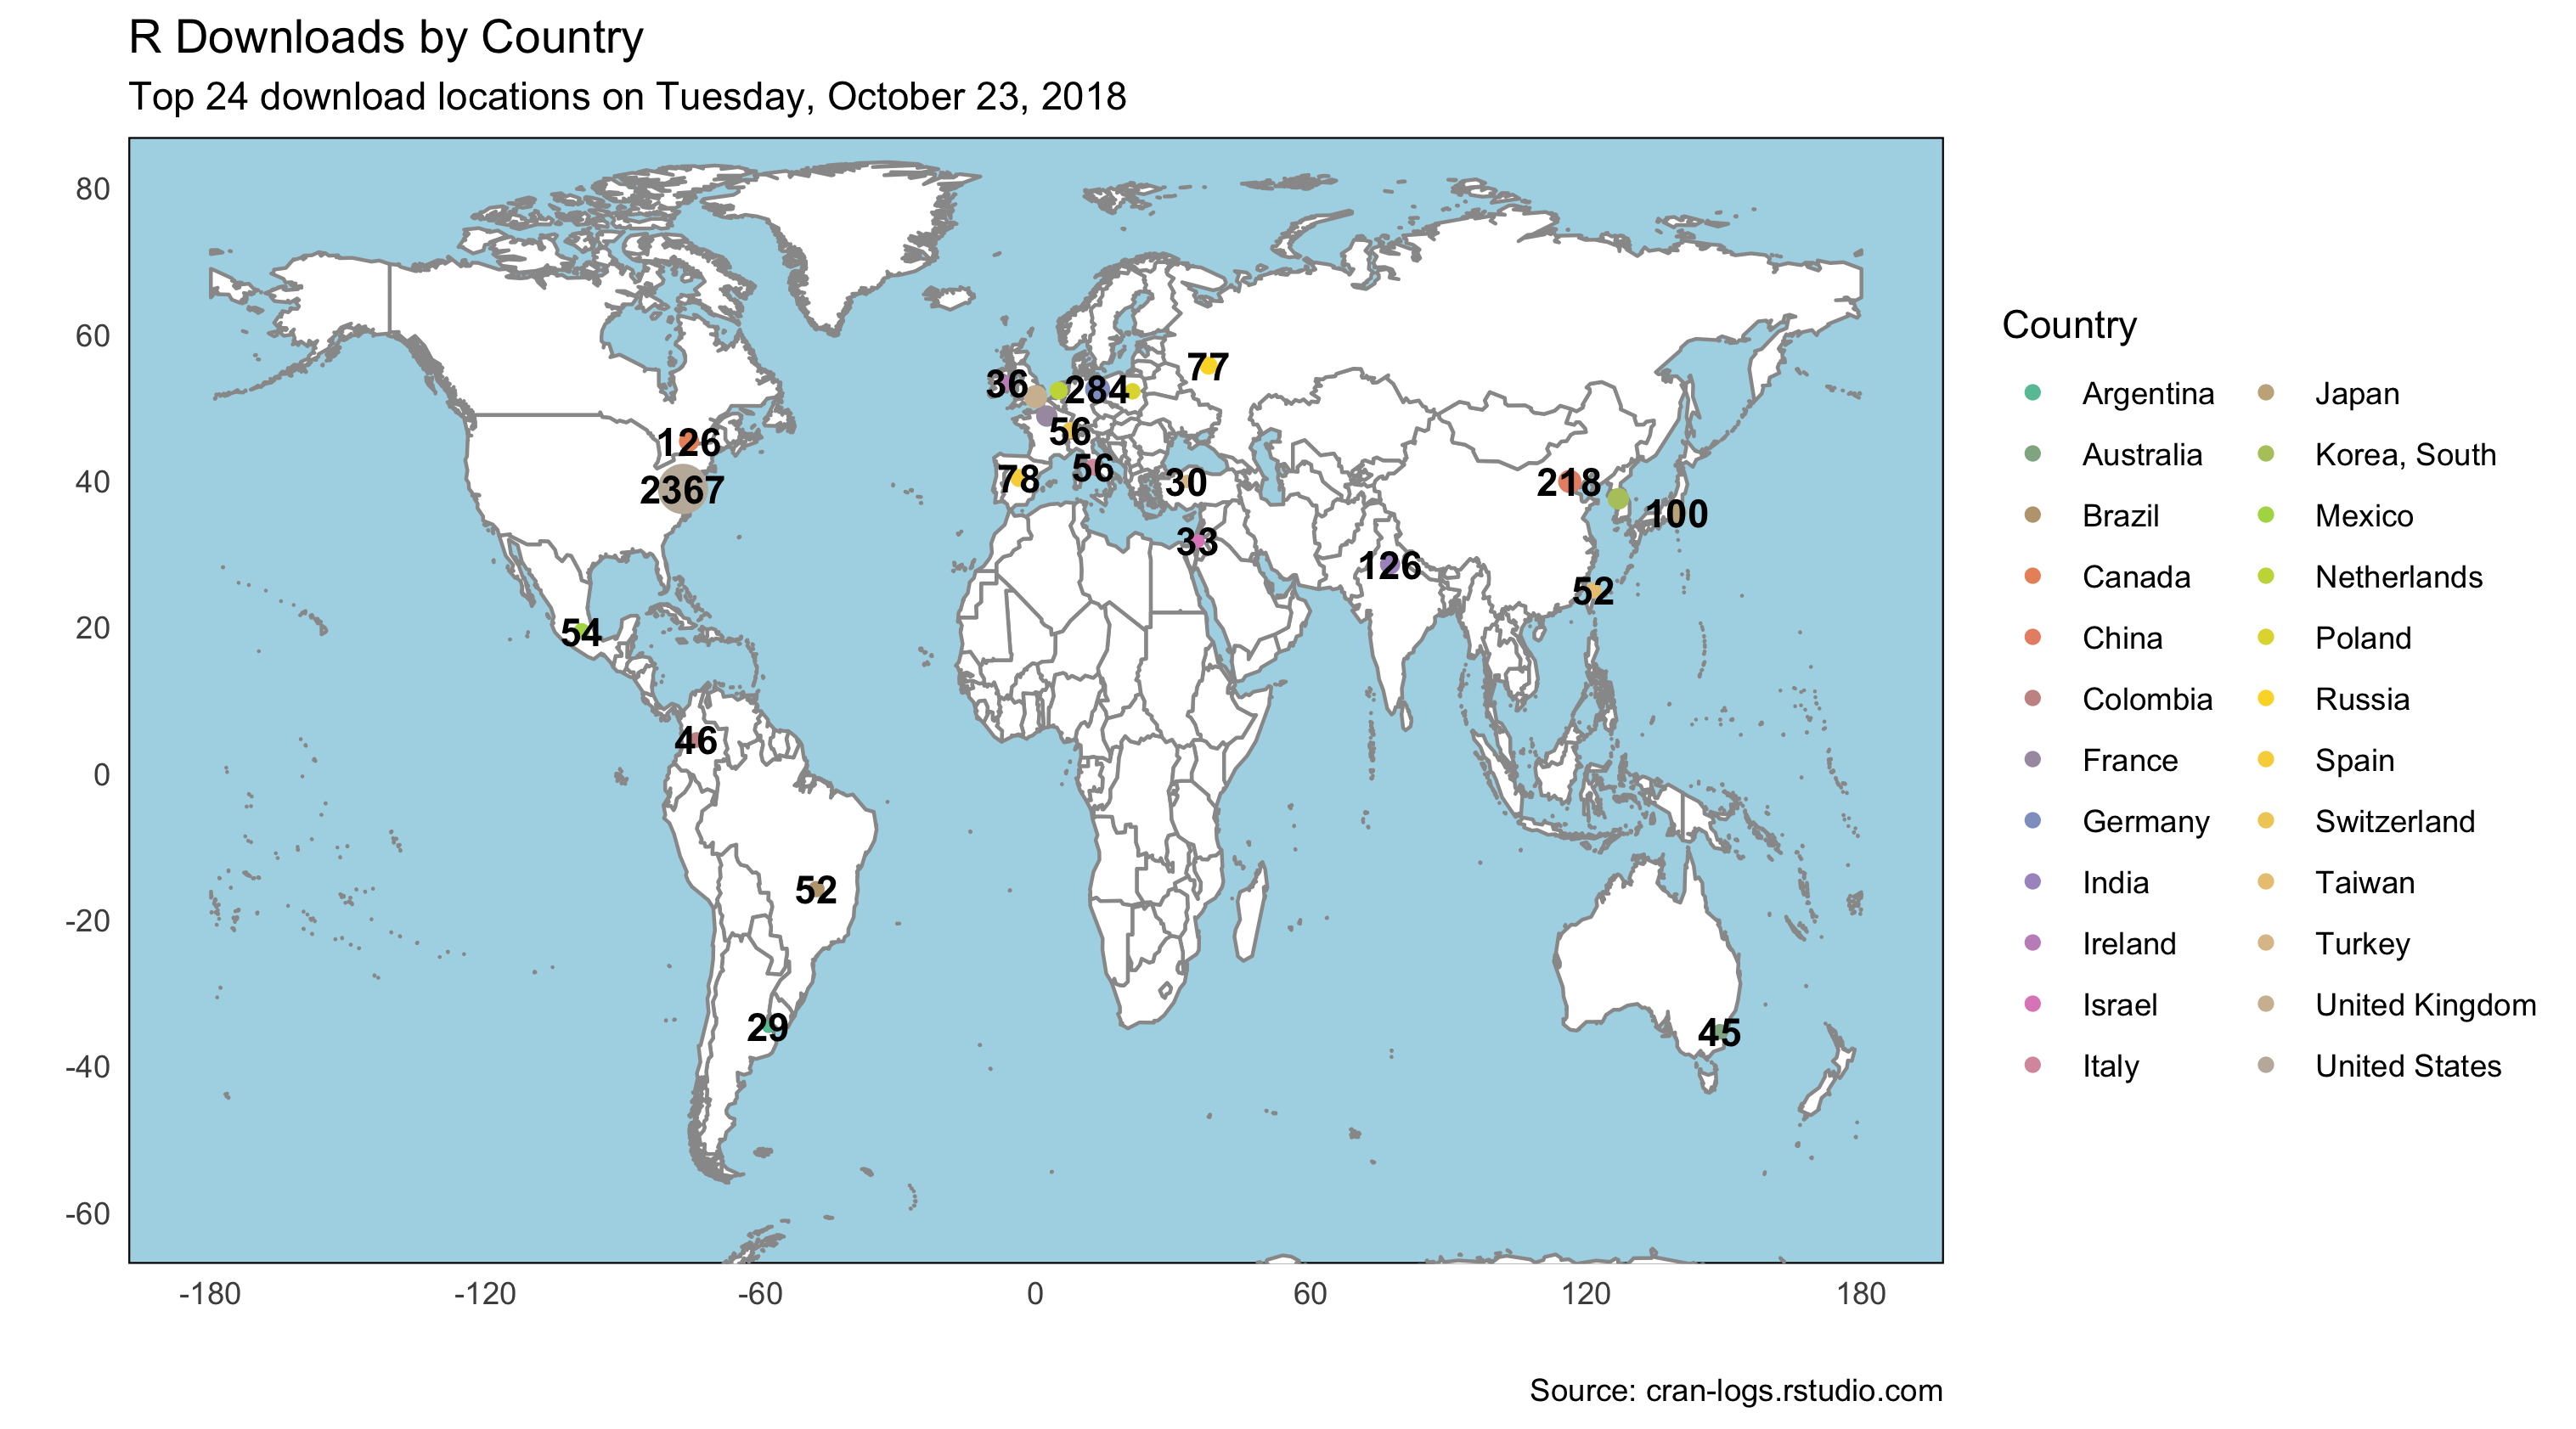 R Downloads by Country
Top 24 download locations on Tuesday, October 23, 2018
80
60
40
20
0
-20
-40
-60
-180
-120
-60
0
60
120
180
77
36
284
126
56
56
78
30
218
2367
100
33
126
52
54
46
52
29
45
Country
Argentina
Australia
Brazil
Canada
China
Colombia
France
Germany
India
Ireland
Israel
Italy
Japan
Korea, South
Mexico
Netherlands
Poland
Russia
Spain
Switzerland
Taiwan
Turkey
United Kingdom
United States
Source: cran-logs.rstudio.com